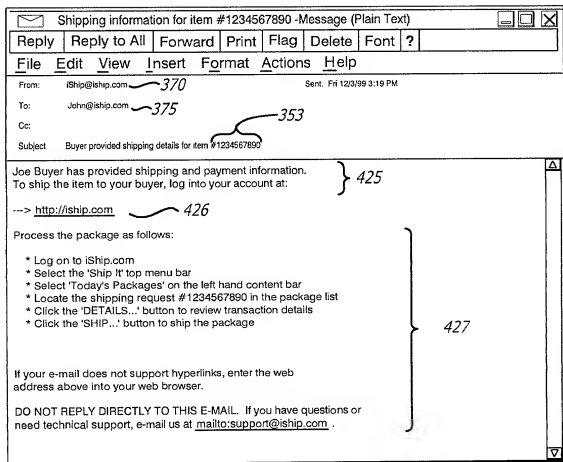 Shipping information for item #1234567890 -Message (Plain Text)
Reply Reply to All Forward Print Flag Delete Font ?
File Edit View Insert Format Actions Help
From: iShip@iship.com 370 Sent. Fri 12/3/99 3:19 PM
To: John@iship.com 375
353
Cc:
Subject Buyer provided shipping details for item #1234567890
Joe Buyer has provided shipping and payment information.
To ship the item to your buyer, log into your account at:
425
---> http://iship.com 426
Process the package as follows:
* Log on to iShip.com
* Select the 'Ship It' top menu bar
* Select 'Today's Packages' on the left hand content bar
* Locate the shipping request #1234567890 in the package list
* Click the 'DETAILS...' button to review transaction details
* Click the 'SHIP...' button to ship the package
427
If your e-mail does not support hyperlinks, enter the web
address above into your web browser.
DO NOT REPLY DIRECTLY TO THIS E-MAIL. If you have questions or
need technical support, e-mail us at mailto:support@iship.com .